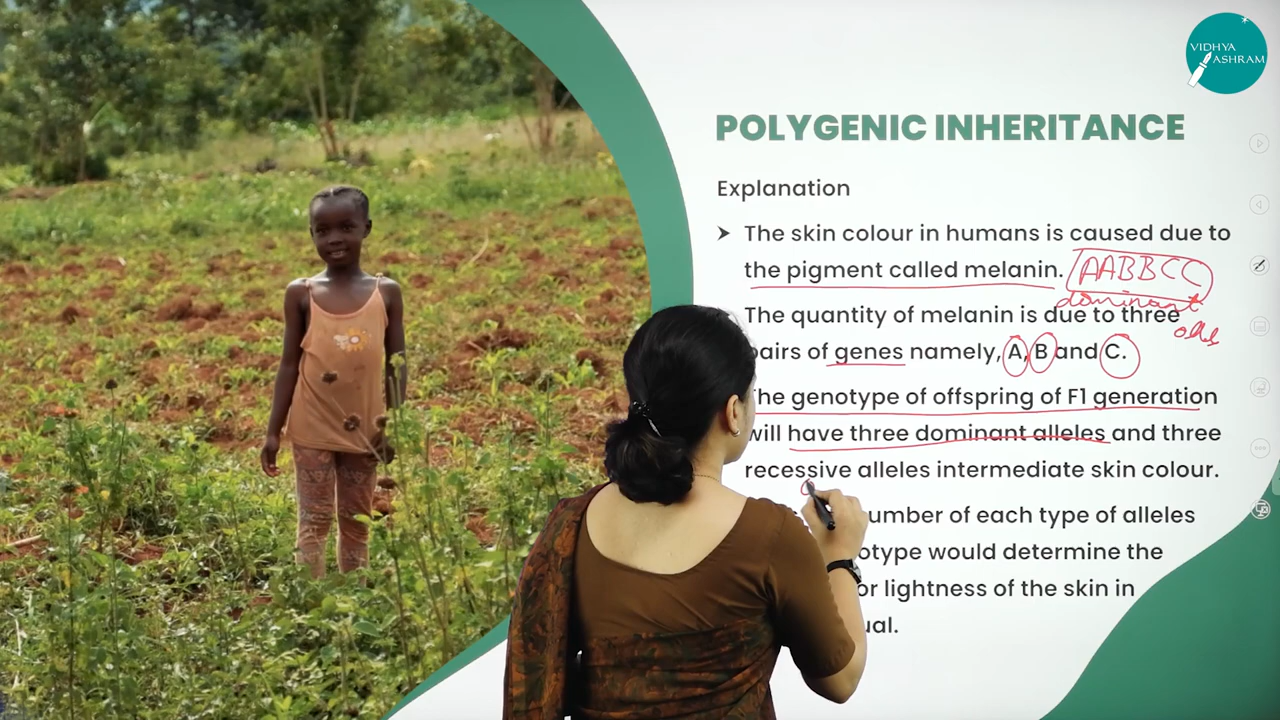 VIDHYA
ASHRAM
POLYGENIC INHERITANCE
Explanation
➤ The skin colour in humans is caused due to
the pigment called melanin. AABBCC
dominant
The quantity of melanin is due to three
pairs of genes namely, A, B and C.
The genotype of offspring of F1 generation
will have three dominant alleles and three
recessive alleles intermediate skin colour.
of each type of alleles
would determine the
or lightness of the skin in